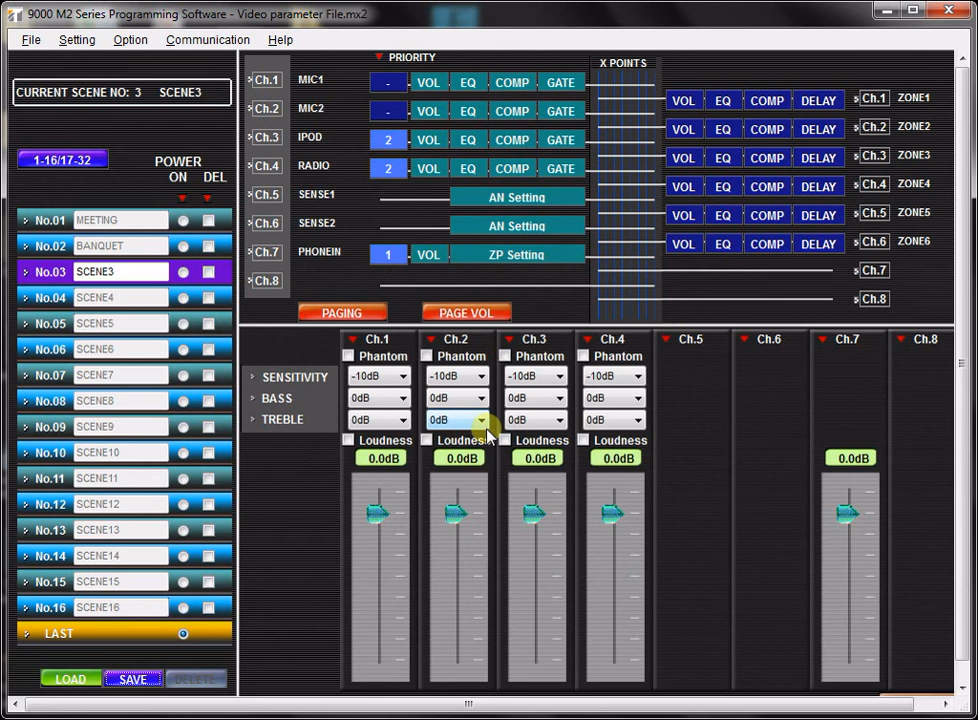 9000 M2 Series Programming Software - Video parameter File.mx2
File Setting Option Communication Help
CURRENT SCENE NO: 3 SCENE3
1-16/17-32
POWER
ON DEL
No.01 MEETING
No.02 BANQUET
No.03 SCENE3
No.04 SCENE4
No.05 SCENE5
No.06 SCENE6
No.07 SCENE7
No.08 SCENE8
No.09 SCENE9
No.10 SCENE10
No.11 SCENE11
No.12 SCENE12
No.13 SCENE13
No.14 SCENE14
No.15 SCENE15
No.16 SCENE16
LAST
LOAD SAVE DELETE
PRIORITY
X POINTS
Ch.1 MIC1 - VOL EQ COMP GATE
Ch.2 MIC2 - VOL EQ COMP GATE
Ch.3 IPOD 2 VOL EQ COMP GATE
Ch.4 RADIO 2 VOL EQ COMP GATE
Ch.5 SENSE1 AN Setting
Ch.6 SENSE2 AN Setting
Ch.7 PHONEIN 1 VOL ZP Setting
Ch.8
VOL EQ COMP DELAY Ch.1 ZONE1
VOL EQ COMP DELAY Ch.2 ZONE2
VOL EQ COMP DELAY Ch.3 ZONE3
VOL EQ COMP DELAY Ch.4 ZONE4
VOL EQ COMP DELAY Ch.5 ZONE5
VOL EQ COMP DELAY Ch.6 ZONE6
Ch.7
Ch.8
PAGING PAGE VOL
Ch.1 Ch.2 Ch.3 Ch.4 Ch.5 Ch.6 Ch.7 Ch.8
Phantom Phantom Phantom Phantom
SENSITIVITY -10dB -10dB -10dB -10dB
BASS 0dB 0dB 0dB 0dB
TREBLE 0dB 0dB 0dB 0dB
Loudness Loudness Loudness Loudness
0.0dB 0.0dB 0.0dB 0.0dB 0.0dB